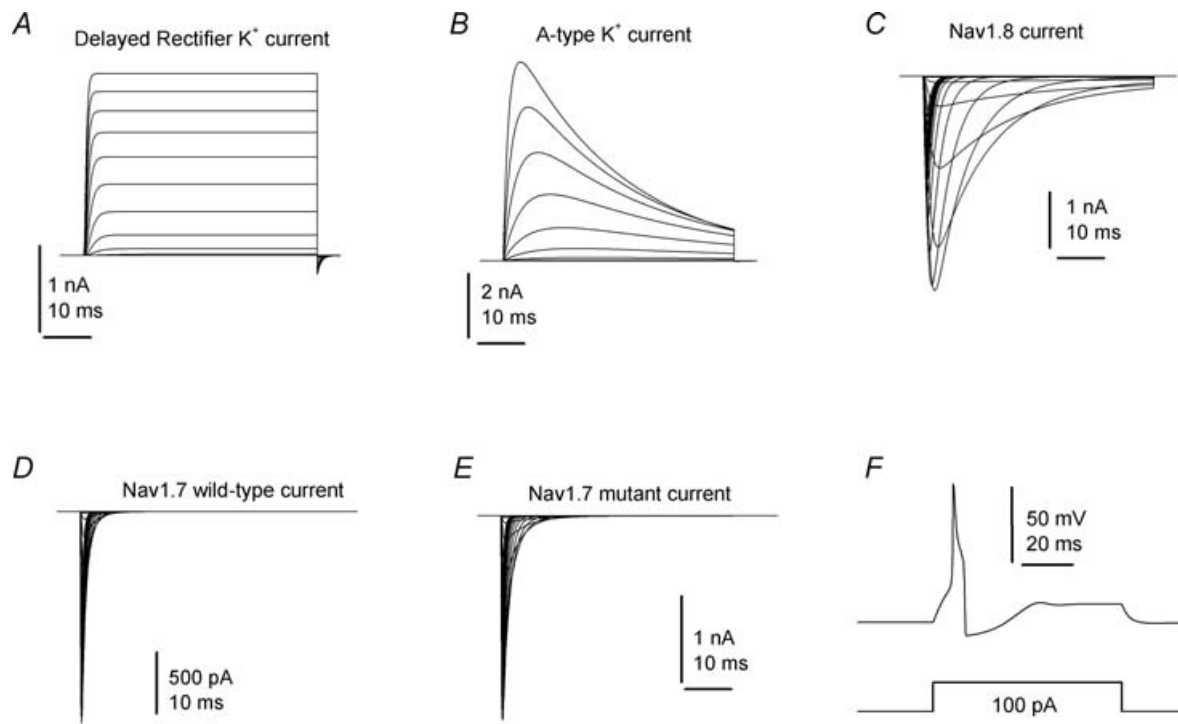 A
Delayed Rectifier K+ current
1 nA
10 ms
B
A-type K+ current
2 nA
10 ms
C
Nav1.8 current
1 nA
10 ms
D
Nav1.7 wild-type current
500 pA
10 ms
E
Nav1.7 mutant current
1 nA
10 ms
F
50 mV
20 ms
100 pA